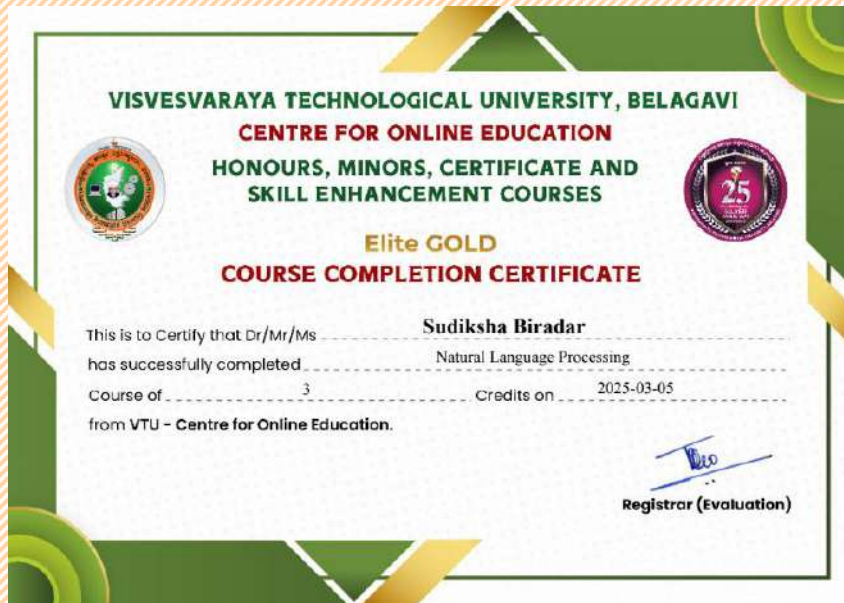 VISVESVARAYA TECHNOLOGICAL UNIVERSITY, BELAGAVI
CENTRE FOR ONLINE EDUCATION
HONOURS, MINORS, CERTIFICATE AND
SKILL ENHANCEMENT COURSES
25
Elite GOLD
COURSE COMPLETION CERTIFICATE
This is to Certify that Dr/Mr/Ms Sudiksha Biradar
has successfully completed Natural Language Processing
Course of 3 Credits on 2025-03-05
from VTU - Centre for Online Education.
Registrar (Evaluation)